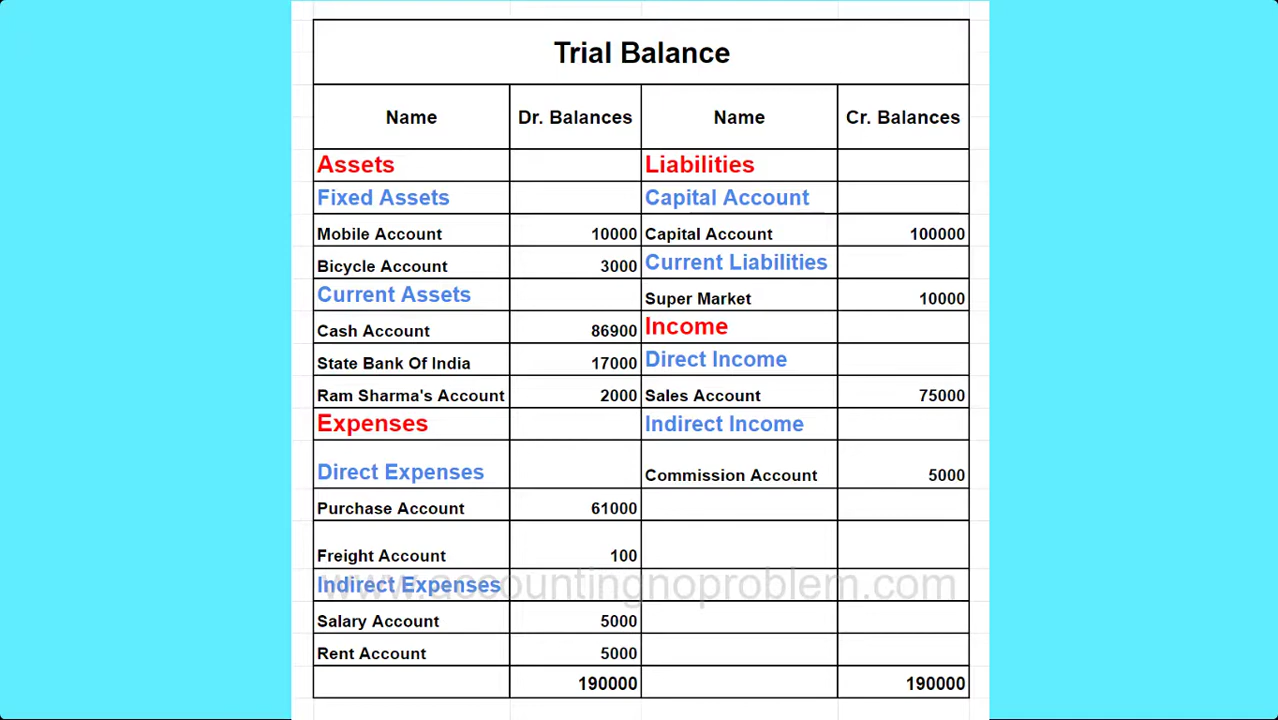 Trial Balance
Name Dr. Balances Name Cr. Balances
Assets Liabilities
Fixed Assets Capital Account
Mobile Account 10000 Capital Account 100000
Bicycle Account 3000 Current Liabilities
Current Assets Super Market 10000
Cash Account 86900 Income
State Bank Of India 17000 Direct Income
Ram Sharma's Account 2000 Sales Account 75000
Expenses Indirect Income
Direct Expenses Commission Account 5000
Purchase Account 61000
Freight Account 100
www.accountingnoproblem.com
Indirect Expenses
Salary Account 5000
Rent Account 5000
190000 190000